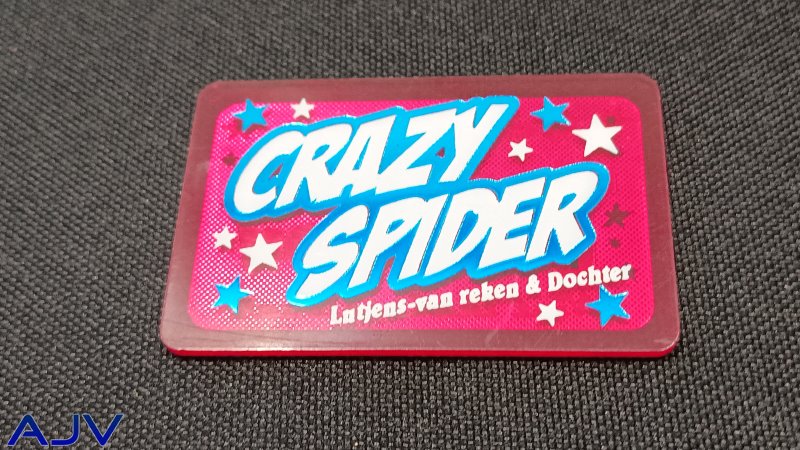 CRAZY
SPIDER
Lutjens-van reken & Dochter
AJV